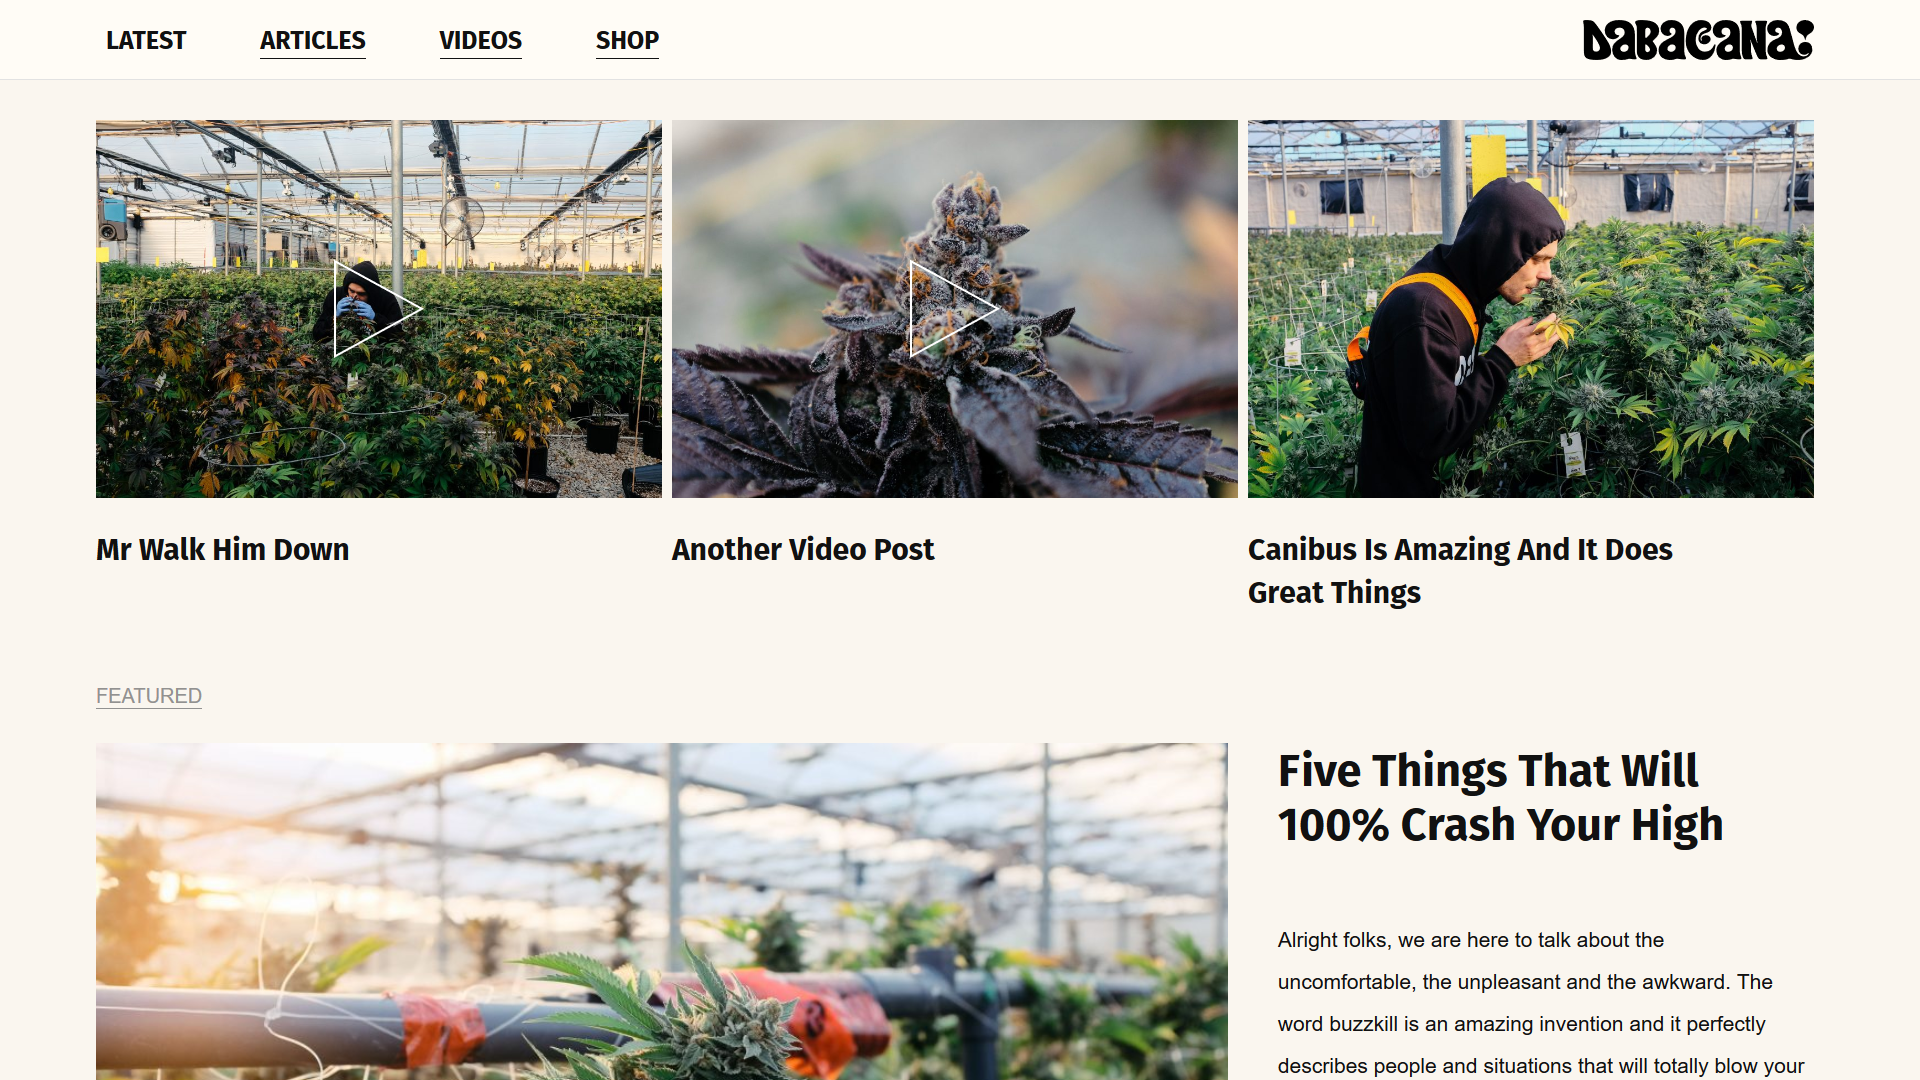 LATEST
ARTICLES
VIDEOS
SHOP
DABACANA!
Mr Walk Him Down
Another Video Post
Canibus Is Amazing And It Does
Great Things
FEATURED
Five Things That Will
100% Crash Your High
Alright folks, we are here to talk about the
uncomfortable, the unpleasant and the awkward. The
word buzzkill is an amazing invention and it perfectly
describes people and situations that will totally blow your